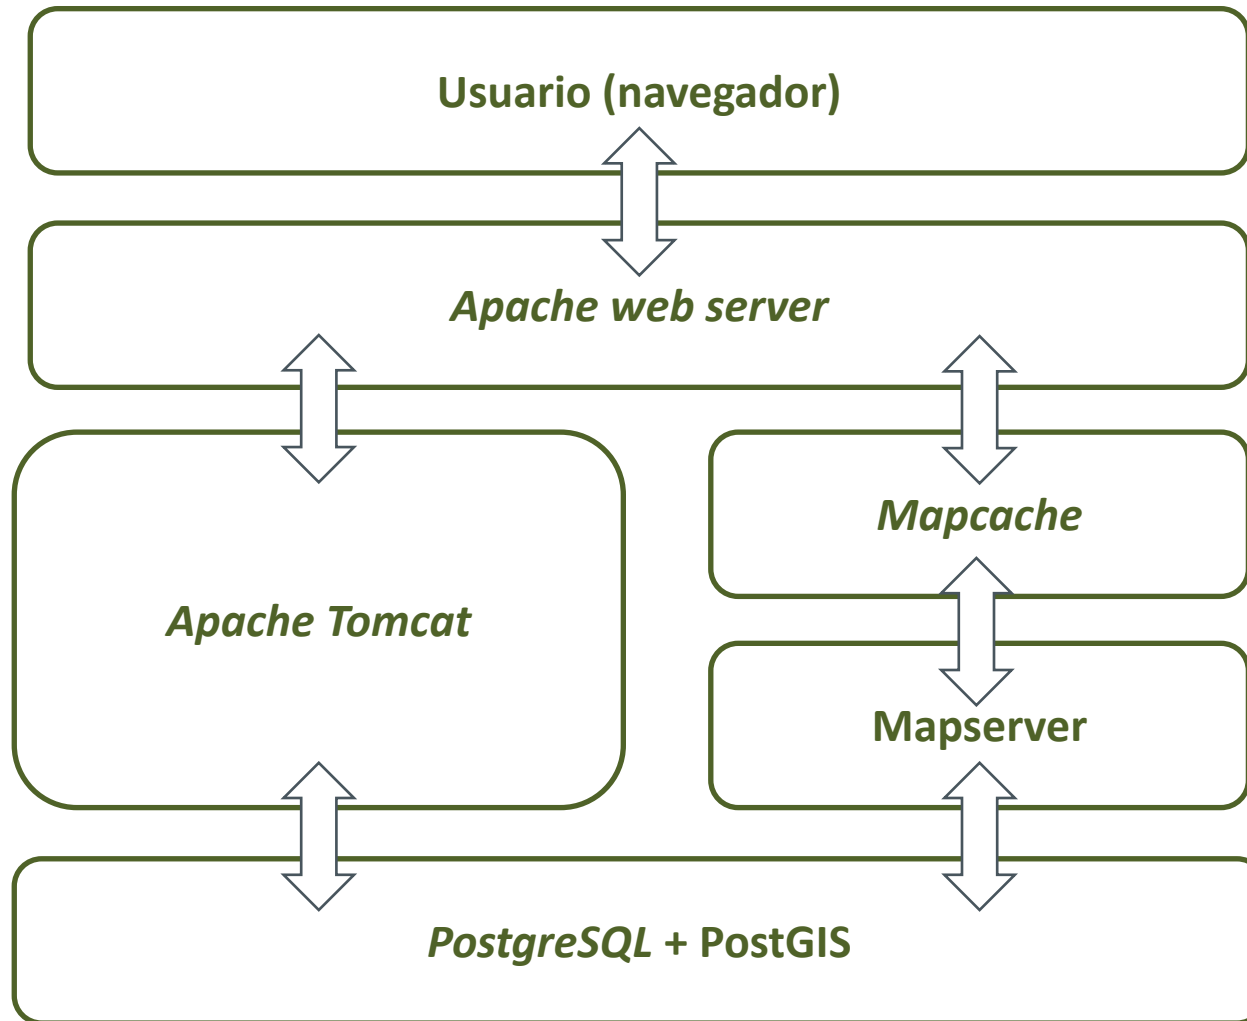 Usuario (navegador)
Apache web server
Mapcache
Apache Tomcat
Mapserver
PostgreSQL + PostGIS